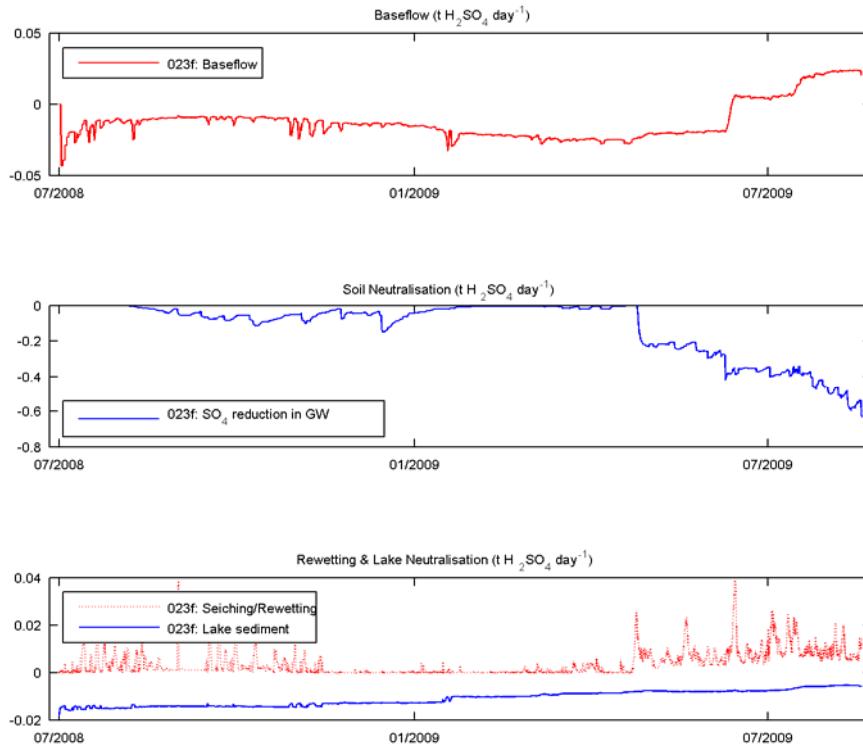 Baseflow (t H2SO4 day-1)
0.05
023f: Baseflow
0
-0.05
07/2008 01/2009 07/2009
Soil Neutralisation (t H2SO4 day-1)
0
-0.2
-0.4
023f: SO4 reduction in GW
-0.6
-0.8
07/2008 01/2009 07/2009
Rewetting & Lake Neutralisation (t H2SO4 day-1)
0.04
023f: Seiching/Rewetting
023f: Lake sediment
0.02
0
-0.02
07/2008 01/2009 07/2009